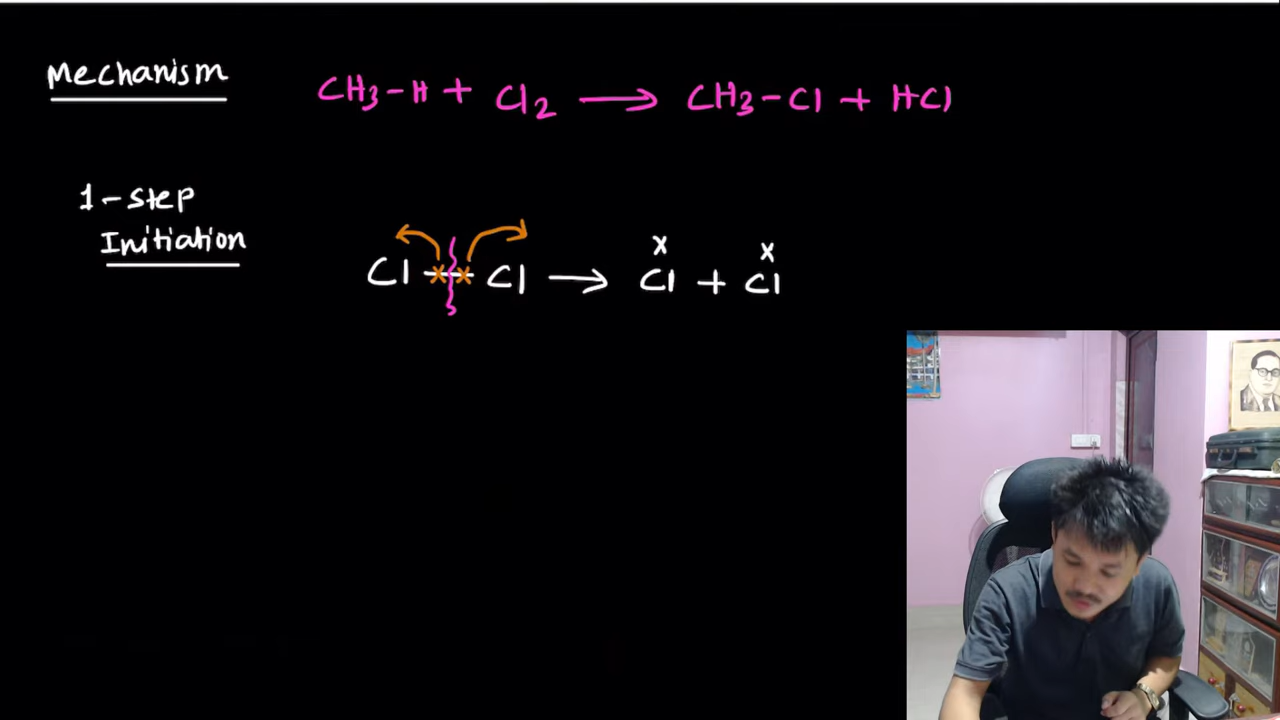 Mechanism
CH3-H + Cl2 ⟶ CH3-Cl + HCl
1-step
Initiation
Cl-××-Cl ⟶ Cl× + Cl×